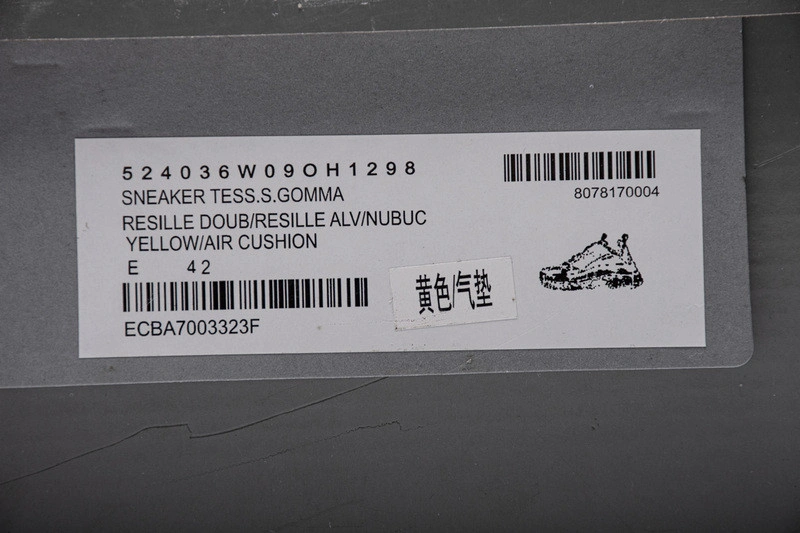 524036W09OH1298
SNEAKER TESS.S.GOMMA
RESILLE DOUB/RESILLE ALV/NUBUC
YELLOW/AIR CUSHION
E 42
ECBA7003323F
8078170004
黄色/气垫